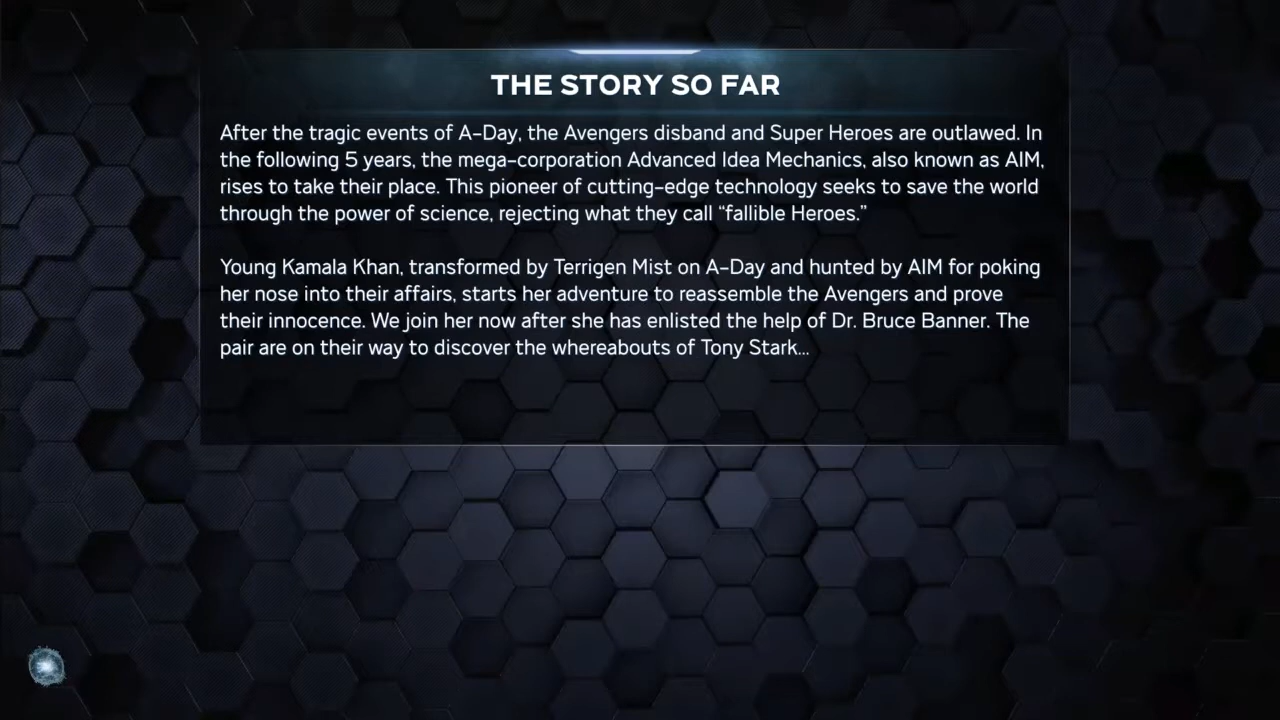 THE STORY SO FAR
After the tragic events of A-Day, the Avengers disband and Super Heroes are outlawed. In
the following 5 years, the mega-corporation Advanced Idea Mechanics, also known as AIM,
rises to take their place. This pioneer of cutting-edge technology seeks to save the world
through the power of science, rejecting what they call “fallible Heroes.”
Young Kamala Khan, transformed by Terrigen Mist on A-Day and hunted by AIM for poking
her nose into their affairs, starts her adventure to reassemble the Avengers and prove
their innocence. We join her now after she has enlisted the help of Dr. Bruce Banner. The
pair are on their way to discover the whereabouts of Tony Stark...